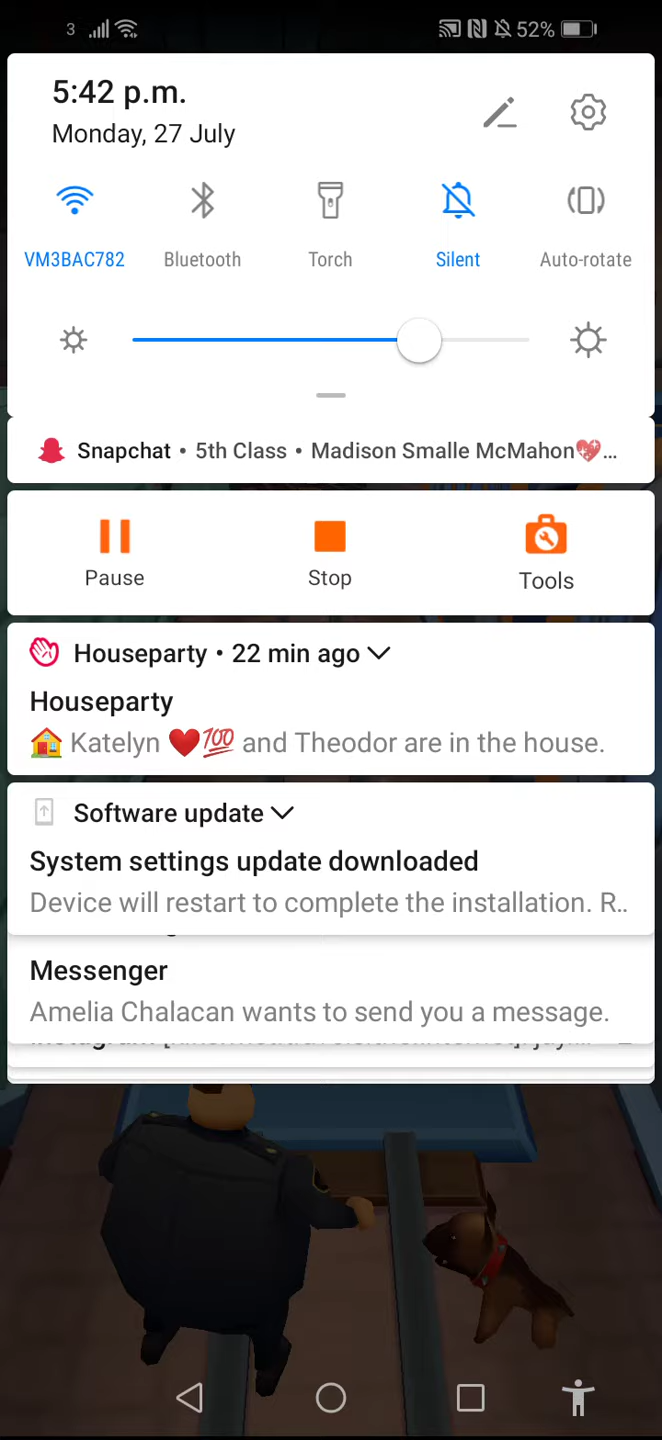 3 52%
5:42 p.m.
Monday, 27 July
VM3BAC782 Bluetooth Torch Silent Auto-rotate
Snapchat • 5th Class • Madison Smalle McMahon💖...
Pause Stop Tools
Houseparty • 22 min ago
Houseparty
🏠 Katelyn ❤️💯 and Theodor are in the house.
Software update
System settings update downloaded
Device will restart to complete the installation. R..
Messenger
Amelia Chalacan wants to send you a message.